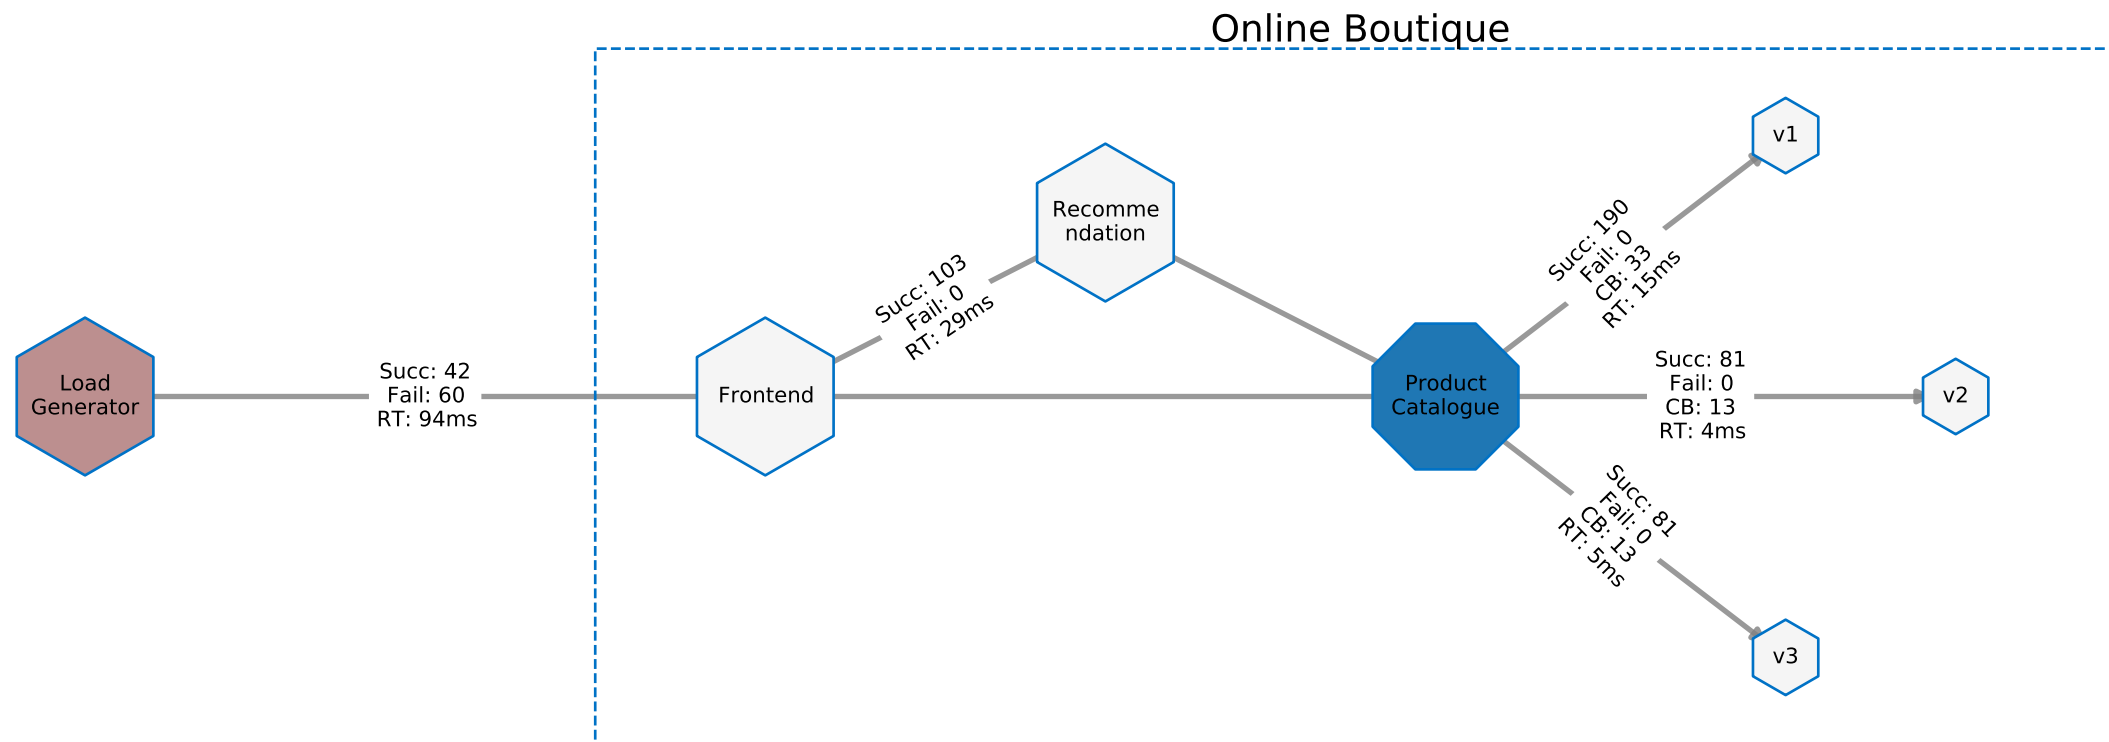 Online Boutique
v1
Recomme
ndation
Succ: 190
Fail: 0
CB: 33
RT: 15ms
Succ: 103
Fail: 0
RT: 29ms
Load
Generator
Succ: 42
Fail: 60
RT: 94ms
Frontend
Product
Catalogue
Succ: 81
Fail: 0
CB: 13
RT: 4ms
v2
Succ: 81
Fail: 0
CB: 13
RT: 5ms
v3